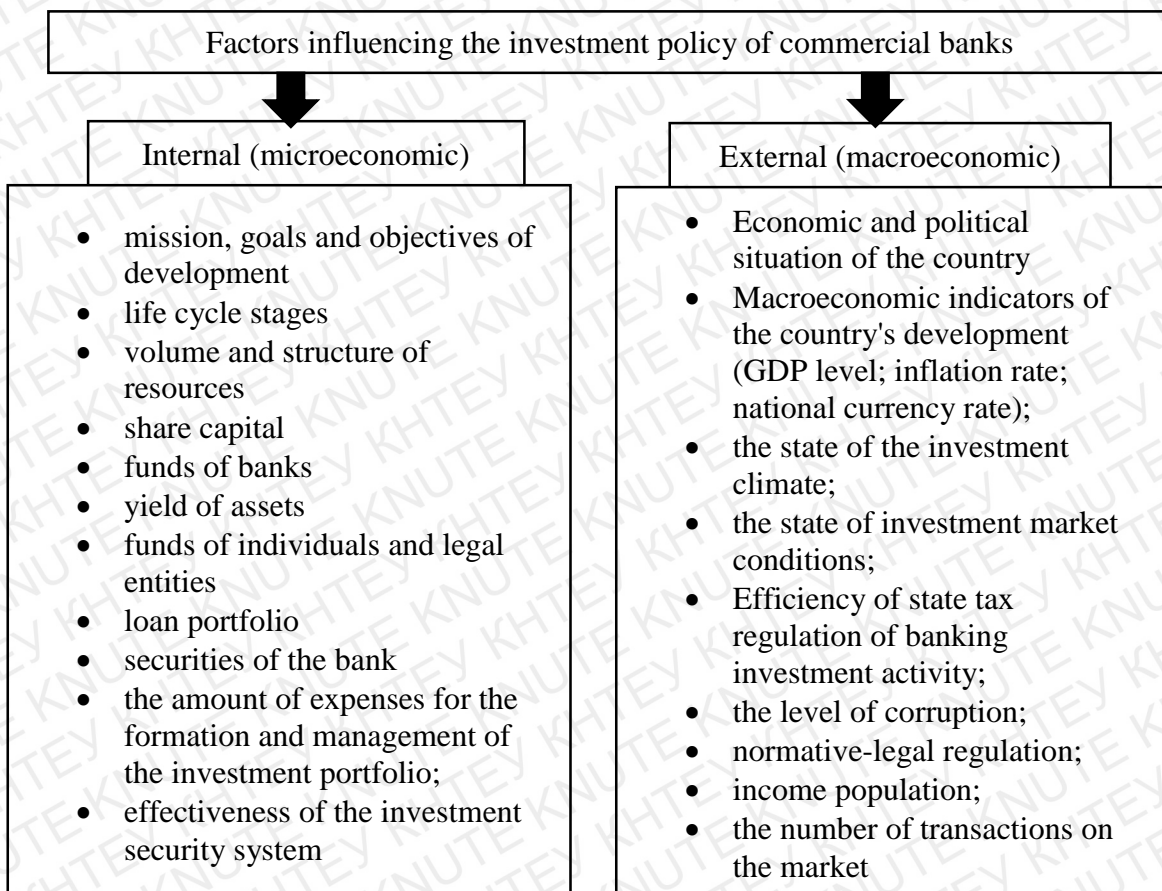 Factors influencing the investment policy of commercial banks
Internal (microeconomic)
• mission, goals and objectives of
development
• life cycle stages
• volume and structure of
resources
• share capital
• funds of banks
• yield of assets
• funds of individuals and legal
entities
• loan portfolio
• securities of the bank
• the amount of expenses for the
formation and management of
the investment portfolio;
• effectiveness of the investment
security system
External (macroeconomic)
• Economic and political
situation of the country
• Macroeconomic indicators of
the country's development
(GDP level; inflation rate;
national currency rate);
• the state of the investment
climate;
• the state of investment market
conditions;
• Efficiency of state tax
regulation of banking
investment activity;
• the level of corruption;
• normative-legal regulation;
• income population;
• the number of transactions on
the market